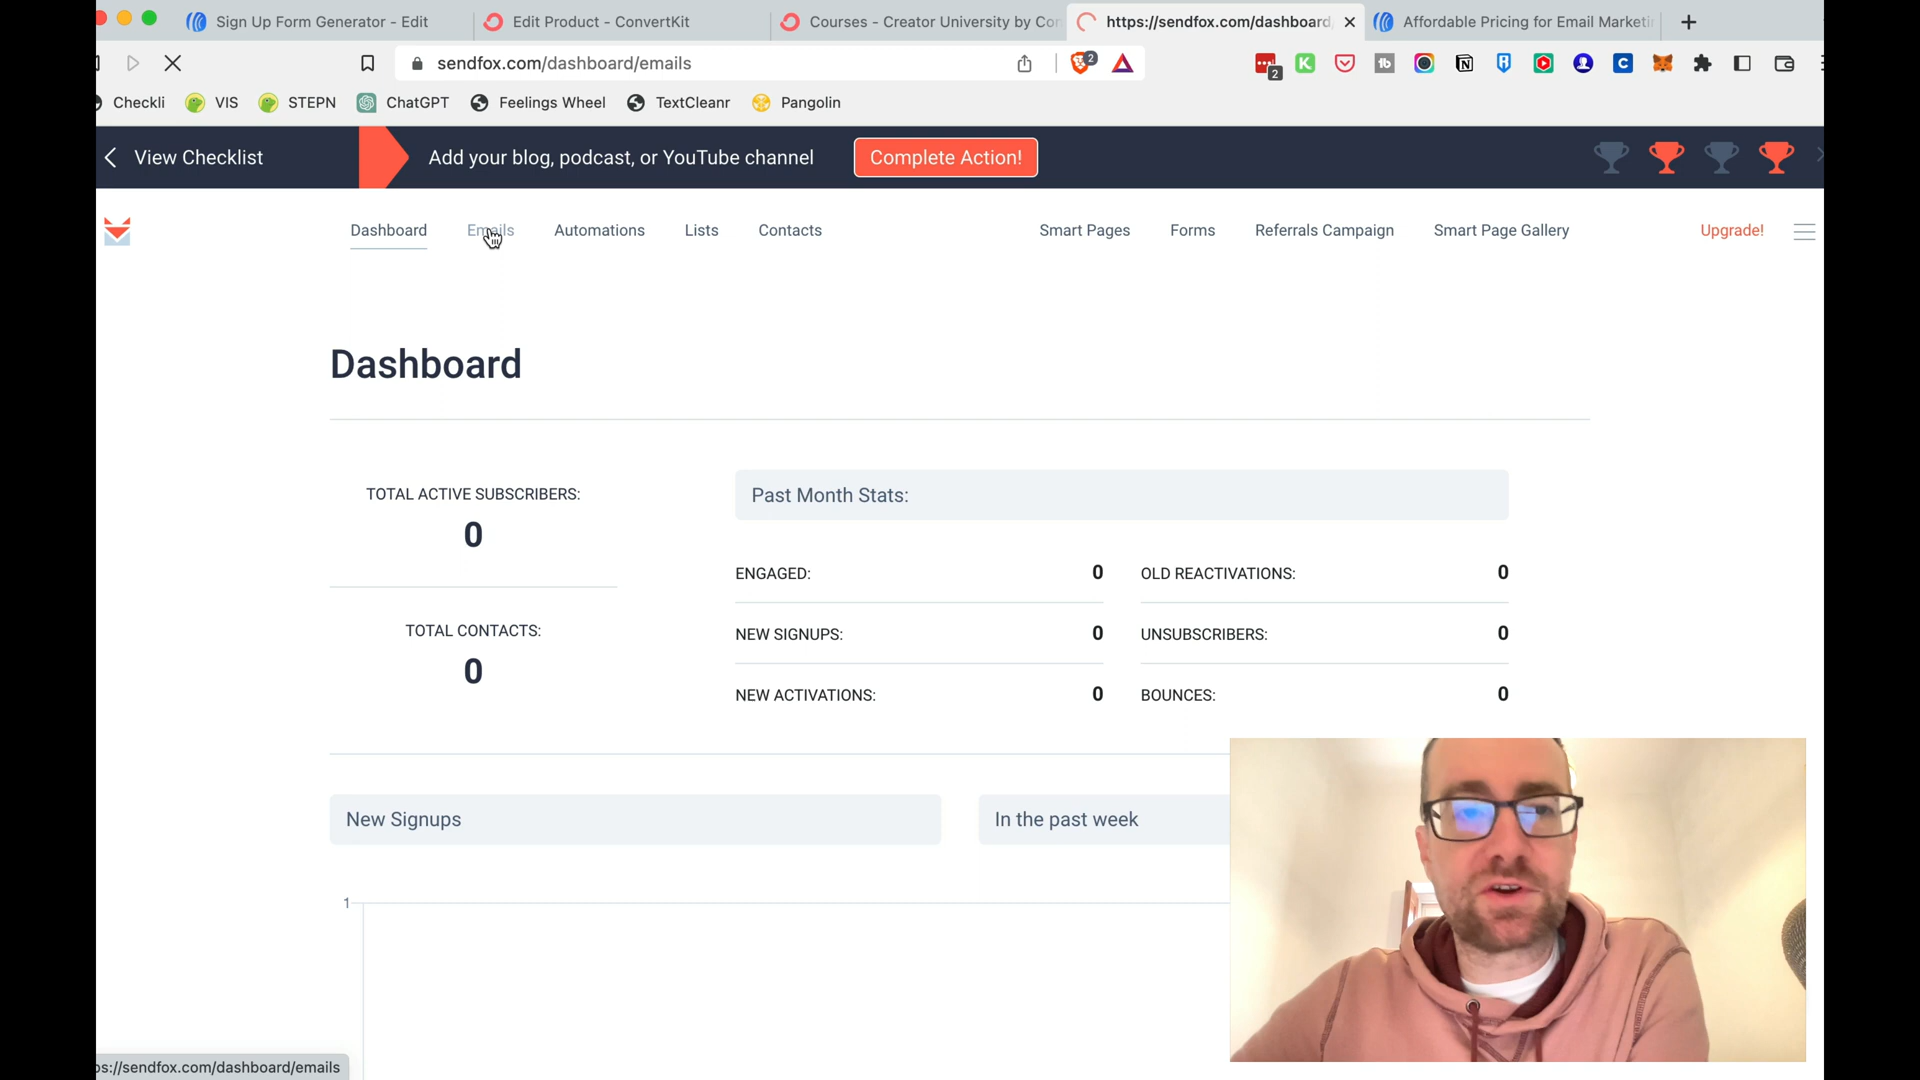 Sign Up Form Generator - Edit
Edit Product - ConvertKit
Courses - Creator University by Con
https://sendfox.com/dashboard
Affordable Pricing for Email Marketi
sendfox.com/dashboard/emails
2
2
Checkli
VIS
STEPN
ChatGPT
Feelings Wheel
TextCleanr
Pangolin
View Checklist
Add your blog, podcast, or YouTube channel
Complete Action!
Dashboard
Emails
Automations
Lists
Contacts
Smart Pages
Forms
Referrals Campaign
Smart Page Gallery
Upgrade!
Dashboard
TOTAL ACTIVE SUBSCRIBERS:
0
TOTAL CONTACTS:
0
Past Month Stats:
ENGAGED: 0
OLD REACTIVATIONS: 0
NEW SIGNUPS: 0
UNSUBSCRIBERS: 0
NEW ACTIVATIONS: 0
BOUNCES: 0
New Signups
In the past week
1
os://sendfox.com/dashboard/emails